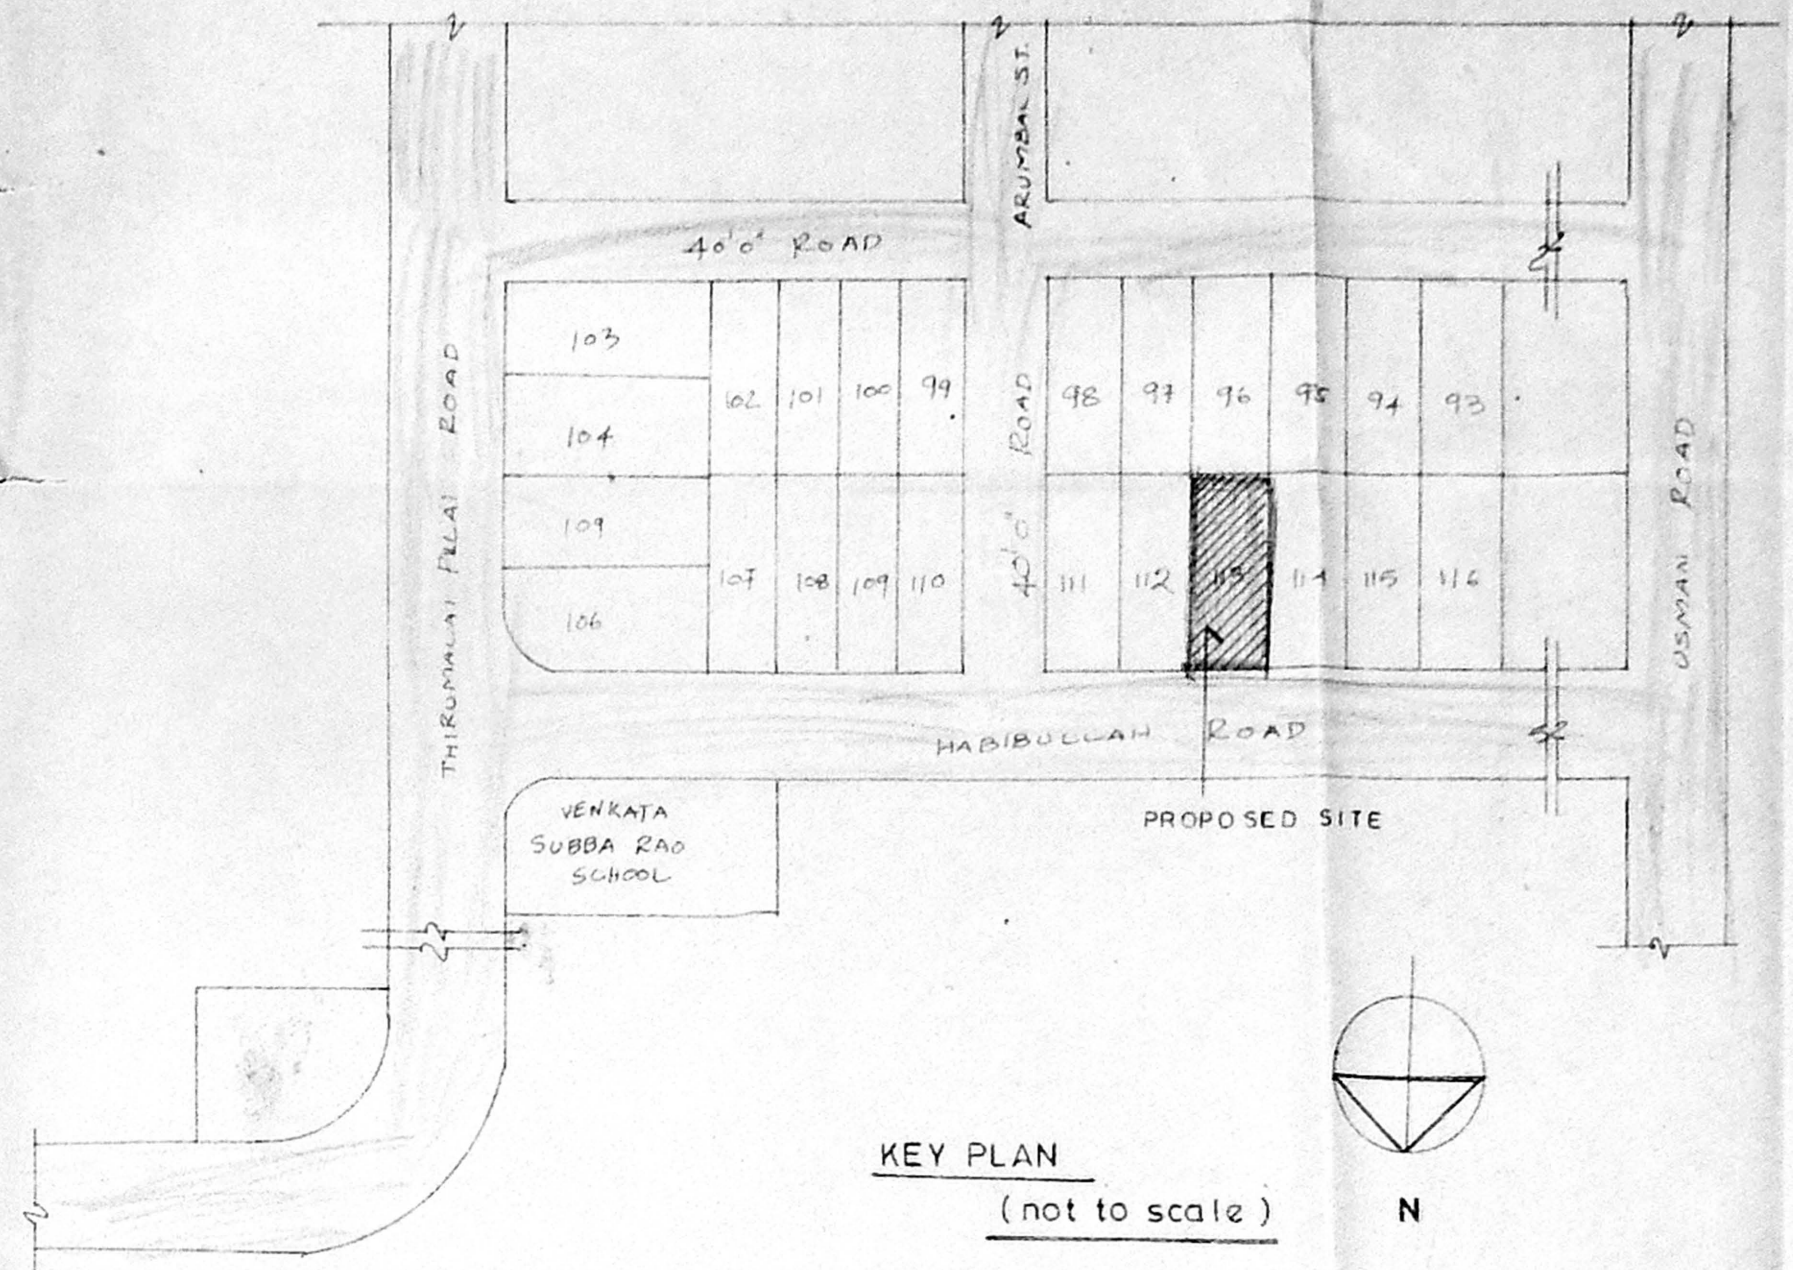 ARUMBAK ST.
40'0" ROAD
103
104
102 101 100 99
98 97 96 95 94 93
40'0" ROAD
THIRUMALAI PILLAI ROAD
USMAN ROAD
109
106
107 108 109 110
111 112 113 114 115 116
HABIBULLAH ROAD
PROPOSED SITE
VENKATA
SUBBA RAO
SCHOOL
KEY PLAN
(not to scale)
N